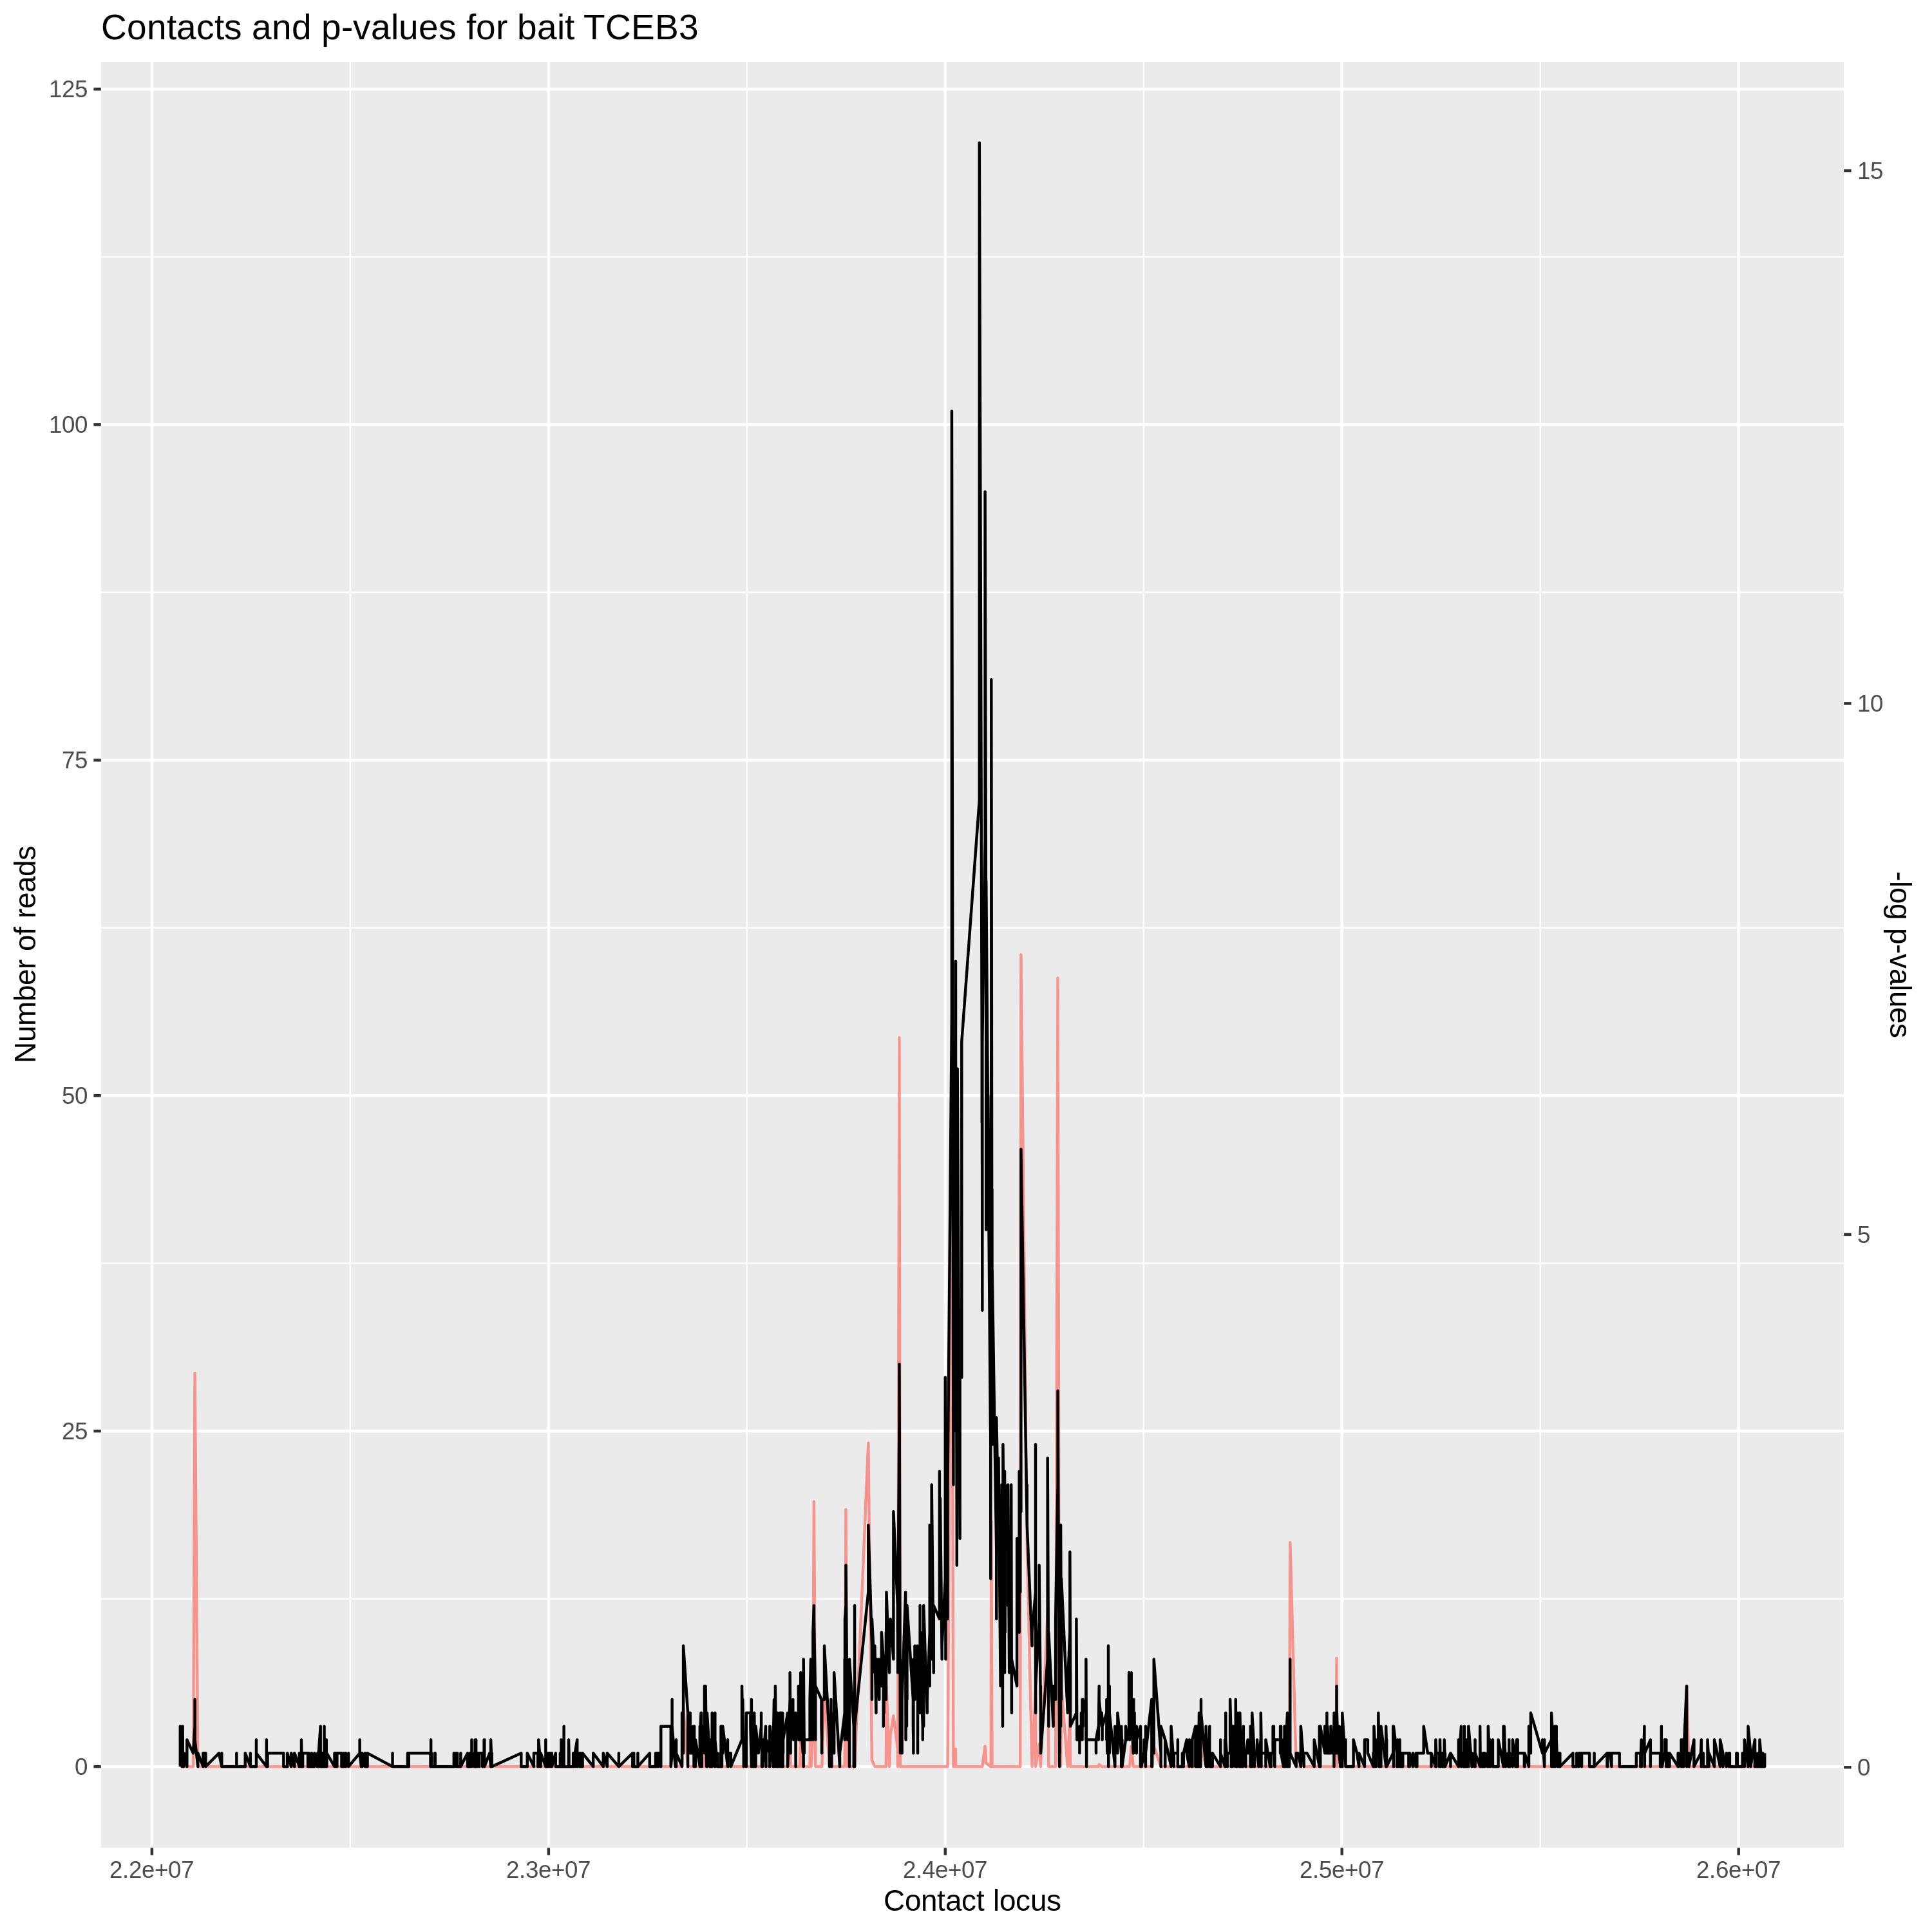 Contacts and p-values for bait TCEB3
125
100
75
50
25
0
Number of reads
15
10
5
0
-log p-values
2.2e+07
2.3e+07
2.4e+07
2.5e+07
2.6e+07
Contact locus